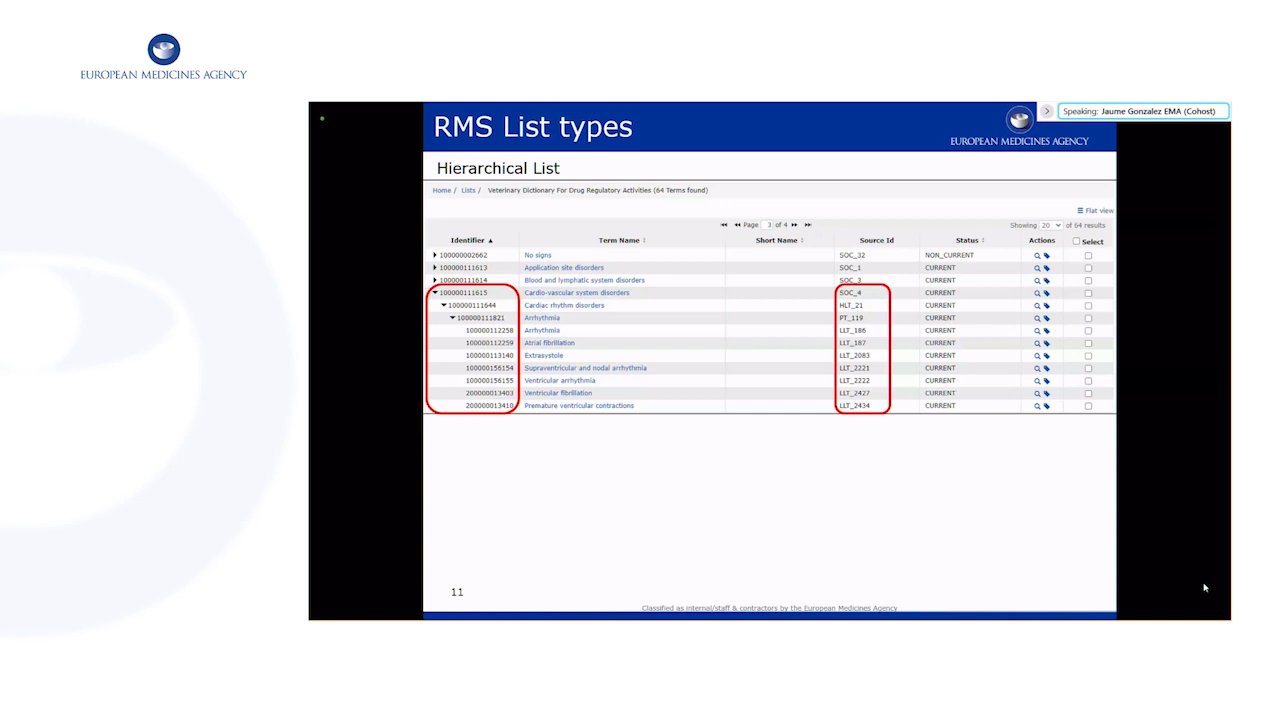 EUROPEAN MEDICINES AGENCY
Speaking: Jaume Gonzalez EMA (Cohost)
RMS List types
EUROPEAN MEDICINES AGENCY
Hierarchical List
Home / Lists / Veterinary Dictionary For Drug Regulatory Activities (64 Terms found)
Flat view
Page 3 of 4 Showing 20 of 64 results
Identifier Term Name Short Name Source Id Status Actions Select
100000002662 No signs SOC_32 NON_CURRENT
100000111613 Application site disorders SOC_1 CURRENT
100000111614 Blood and lymphatic system disorders SOC_3 CURRENT
100000111615 Cardio-vascular system disorders SOC_4 CURRENT
100000111644 Cardiac rhythm disorders HLT_21 CURRENT
100000111821 Arrhythmia PT_119 CURRENT
100000112258 Arrhythmia LLT_186 CURRENT
100000112259 Atrial fibrillation LLT_187 CURRENT
100000113140 Extrasystole LLT_2083 CURRENT
100000156154 Supraventricular and nodal arrhythmia LLT_2221 CURRENT
100000156155 Ventricular arrhythmia LLT_2222 CURRENT
200000013403 Ventricular fibrillation LLT_2427 CURRENT
200000013410 Premature ventricular contractions LLT_2434 CURRENT
11
Classified as internal/staff & contractors by the European Medicines Agency